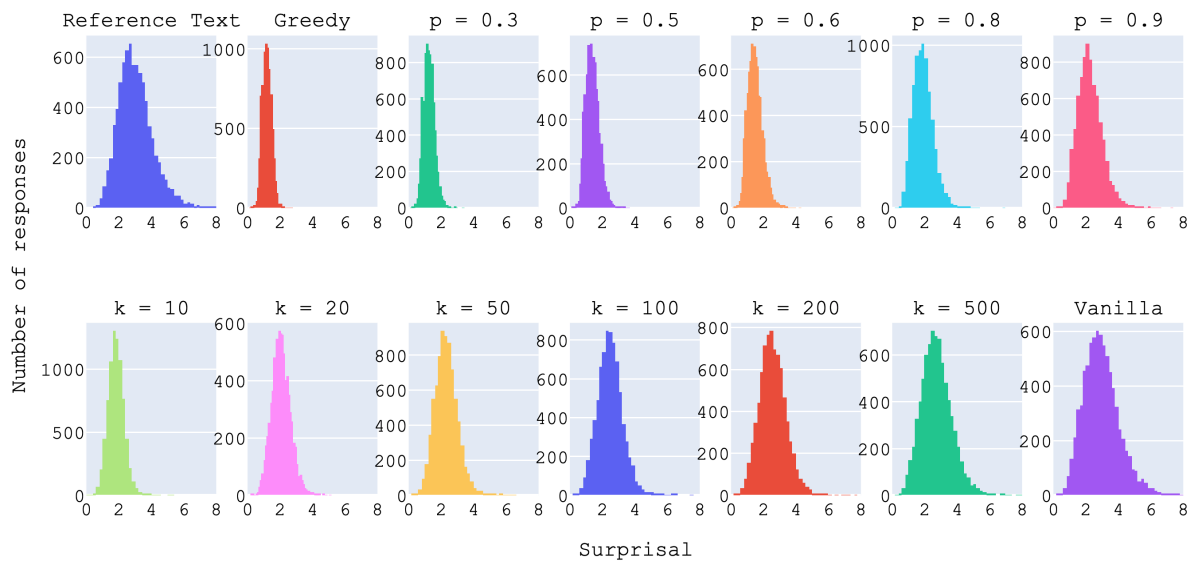 Reference Text Greedy p = 0.3 p = 0.5 p = 0.6 p = 0.8 p = 0.9
600 400 200 0
1000 500 0
800 600 400 200 0
600 400 200 0
600 400 200 0
1000 500 0
800 600 400 200 0
0 2 4 6 8 0 2 4 6 8 0 2 4 6 8 0 2 4 6 8 0 2 4 6 8 0 2 4 6 8 0 2 4 6 8
Numbber of responses
k = 10 k = 20 k = 50 k = 100 k = 200 k = 500 Vanilla
1000 500 0
600 400 200 0
800 600 400 200 0
800 600 400 200 0
800 600 400 200 0
600 400 200 0
600 400 200 0
0 2 4 6 8 0 2 4 6 8 0 2 4 6 8 0 2 4 6 8 0 2 4 6 8 0 2 4 6 8 0 2 4 6 8
Surprisal